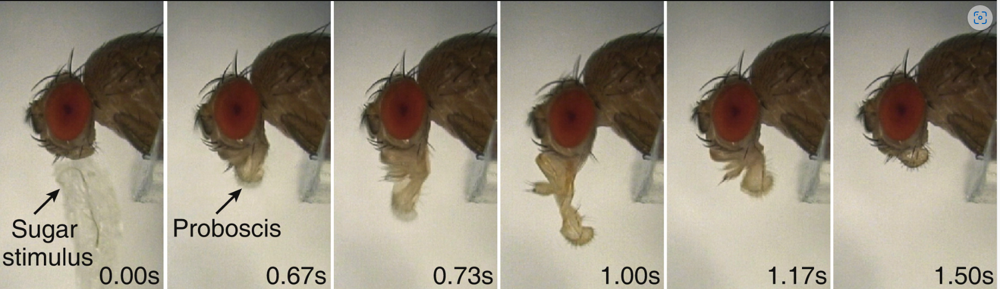 Sugar
stimulus
0.00s
Proboscis
0.67s
0.73s
1.00s
1.17s
1.50s